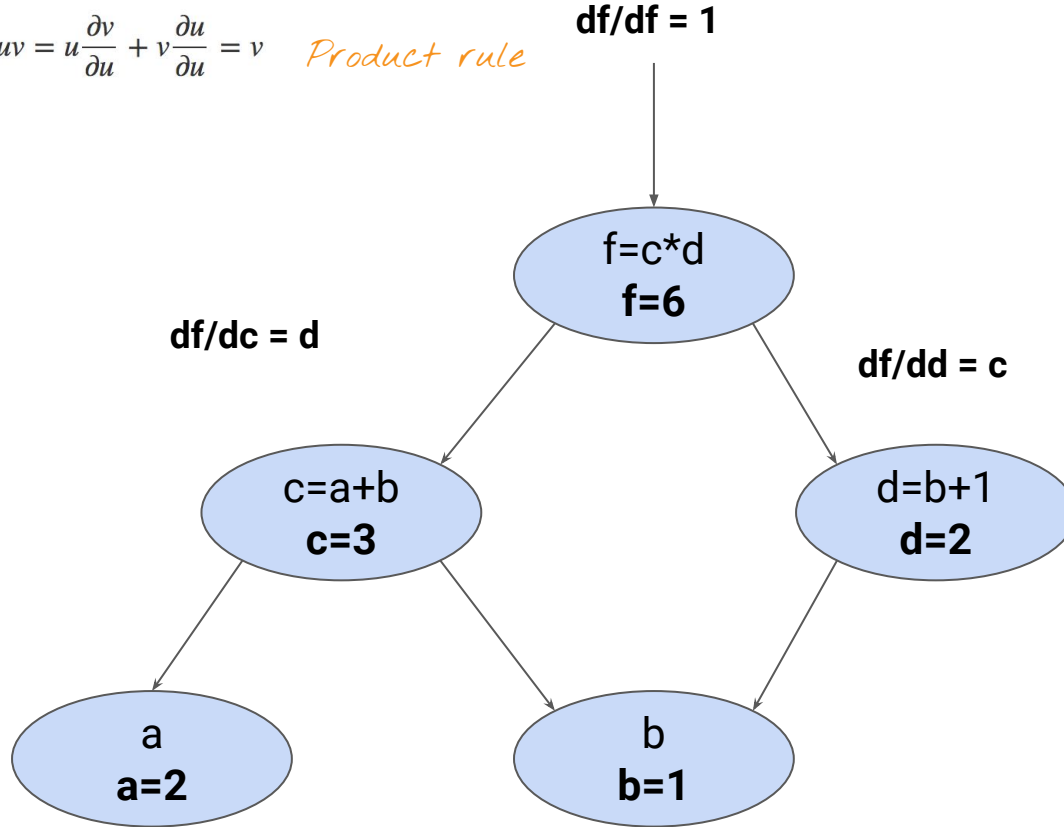 uv = u ∂v/∂u + v ∂u/∂u = v
Product rule
df/df = 1
f=c*d
f=6
df/dc = d
df/dd = c
c=a+b
c=3
d=b+1
d=2
a
a=2
b
b=1